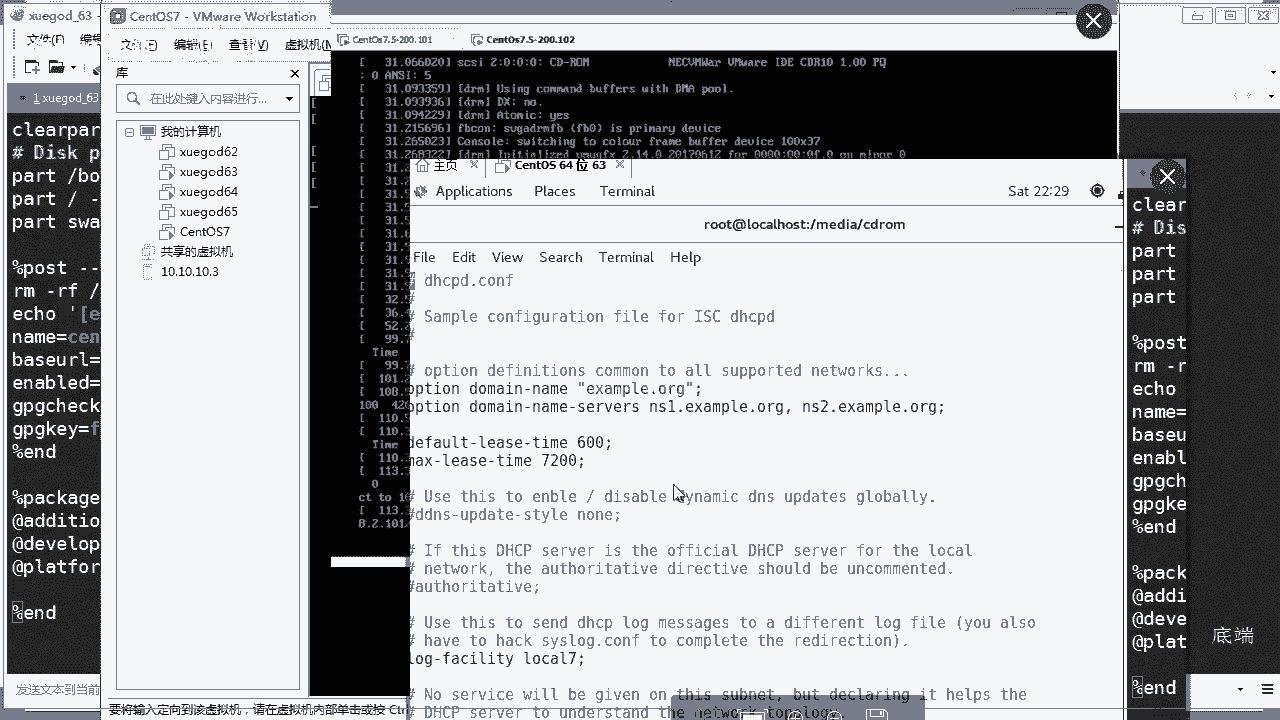 xuegod_63
CentOS7 - VMware Workstation
文件(F)
编辑(E)
查看(V)
库
在此处键入内容进行...
我的计算机
xuegod62
xuegod63
xuegod64
xuegod65
CentOS7
共享的虚拟机
10.10.10.3
1 xuegod_63
clearpar
# Disk
part /bo
part /
part swa
%post --
rm -rf /
echo '[e
name=cen
baseurl=
enabled=
gpgcheck
gpgkey=f
%end
%package
@additio
@develop
@platfor
%end
发送文本到当前
要将输入定向到该虚拟机，请在虚拟机内部单击或按 Ctr
CentOs7.5-200.101
CentOs7.5-200.102
[   31.066020] scsi 2:0:0:0: CD-ROM            NECVMWar VMware IDE CDR10 1.00 PQ
: 0 ANSI: 5
[   31.093359] [drm] Using command buffers with DMA pool.
[   31.093936] [drm] DX: no.
[   31.094229] [drm] Atomic: yes
[   31.215696] fbcon: svgadrmfb (fb0) is primary device
[   31.265023] Console: switching to colour frame buffer device 100x37
[   31.268322] [drm] Initialized vmwgfx 2.14.0 20170612 for 0000:00:0f.0 on minor 0
主页
CentOS 64 位 63
Applications
Places
Terminal
Sat 22:29
root@localhost:/media/cdrom
File Edit View Search Terminal Help
# dhcpd.conf
#
# Sample configuration file for ISC dhcpd
#
# option definitions common to all supported networks...
option domain-name "example.org";
option domain-name-servers ns1.example.org, ns2.example.org;
default-lease-time 600;
max-lease-time 7200;
# Use this to enble / disable dynamic dns updates globally.
#ddns-update-style none;
# If this DHCP server is the official DHCP server for the local
# network, the authoritative directive should be uncommented.
#authoritative;
# Use this to send dhcp log messages to a different log file (you also
# have to hack syslog.conf to complete the redirection).
log-facility local7;
# No service will be given on this subnet, but declaring it helps the
# DHCP server to understand the network topology.
clear
# Dis
part
part
part
%post
rm -r
echo
name=
baseu
enabl
gpgch
gpgke
%end
%pack
@addi
@deve
@plat
%end
底端